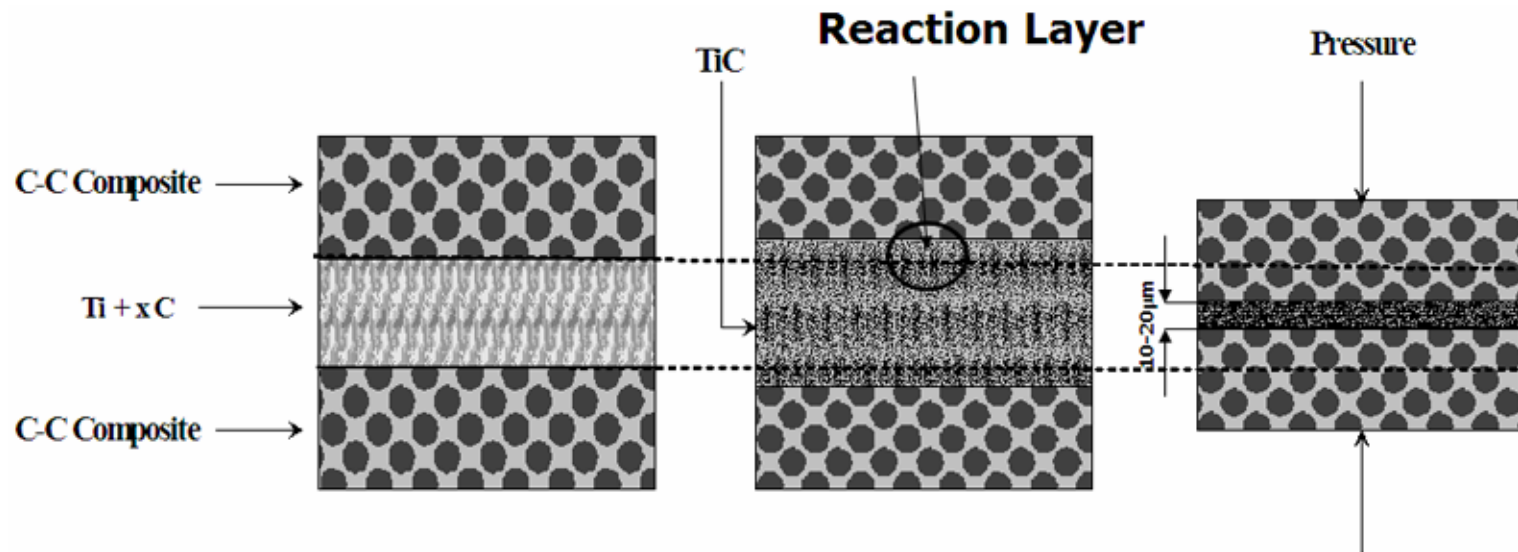 Reaction Layer
TiC
Pressure
C-C Composite
Ti + x C
10-20μm
C-C Composite